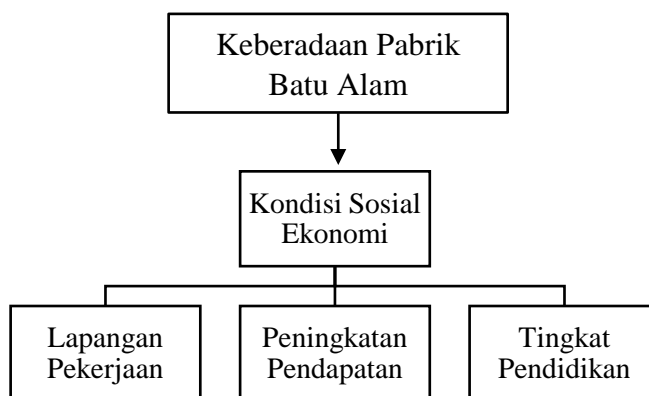 Keberadaan Pabrik
Batu Alam
Kondisi Sosial
Ekonomi
Lapangan
Pekerjaan
Peningkatan
Pendapatan
Tingkat
Pendidikan